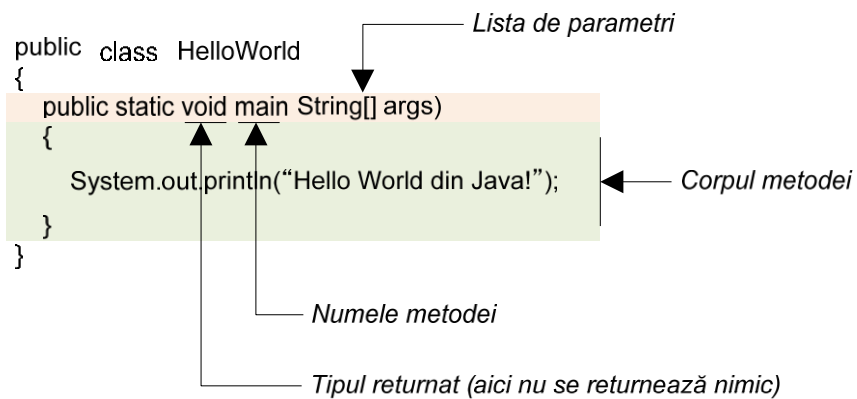 Lista de parametri
public class HelloWorld
{
public static void main String[] args)
{
System.out.println(“Hello World din Java!”);
Corpul metodei
}
}
Numele metodei
Tipul returnat (aici nu se returnează nimic)